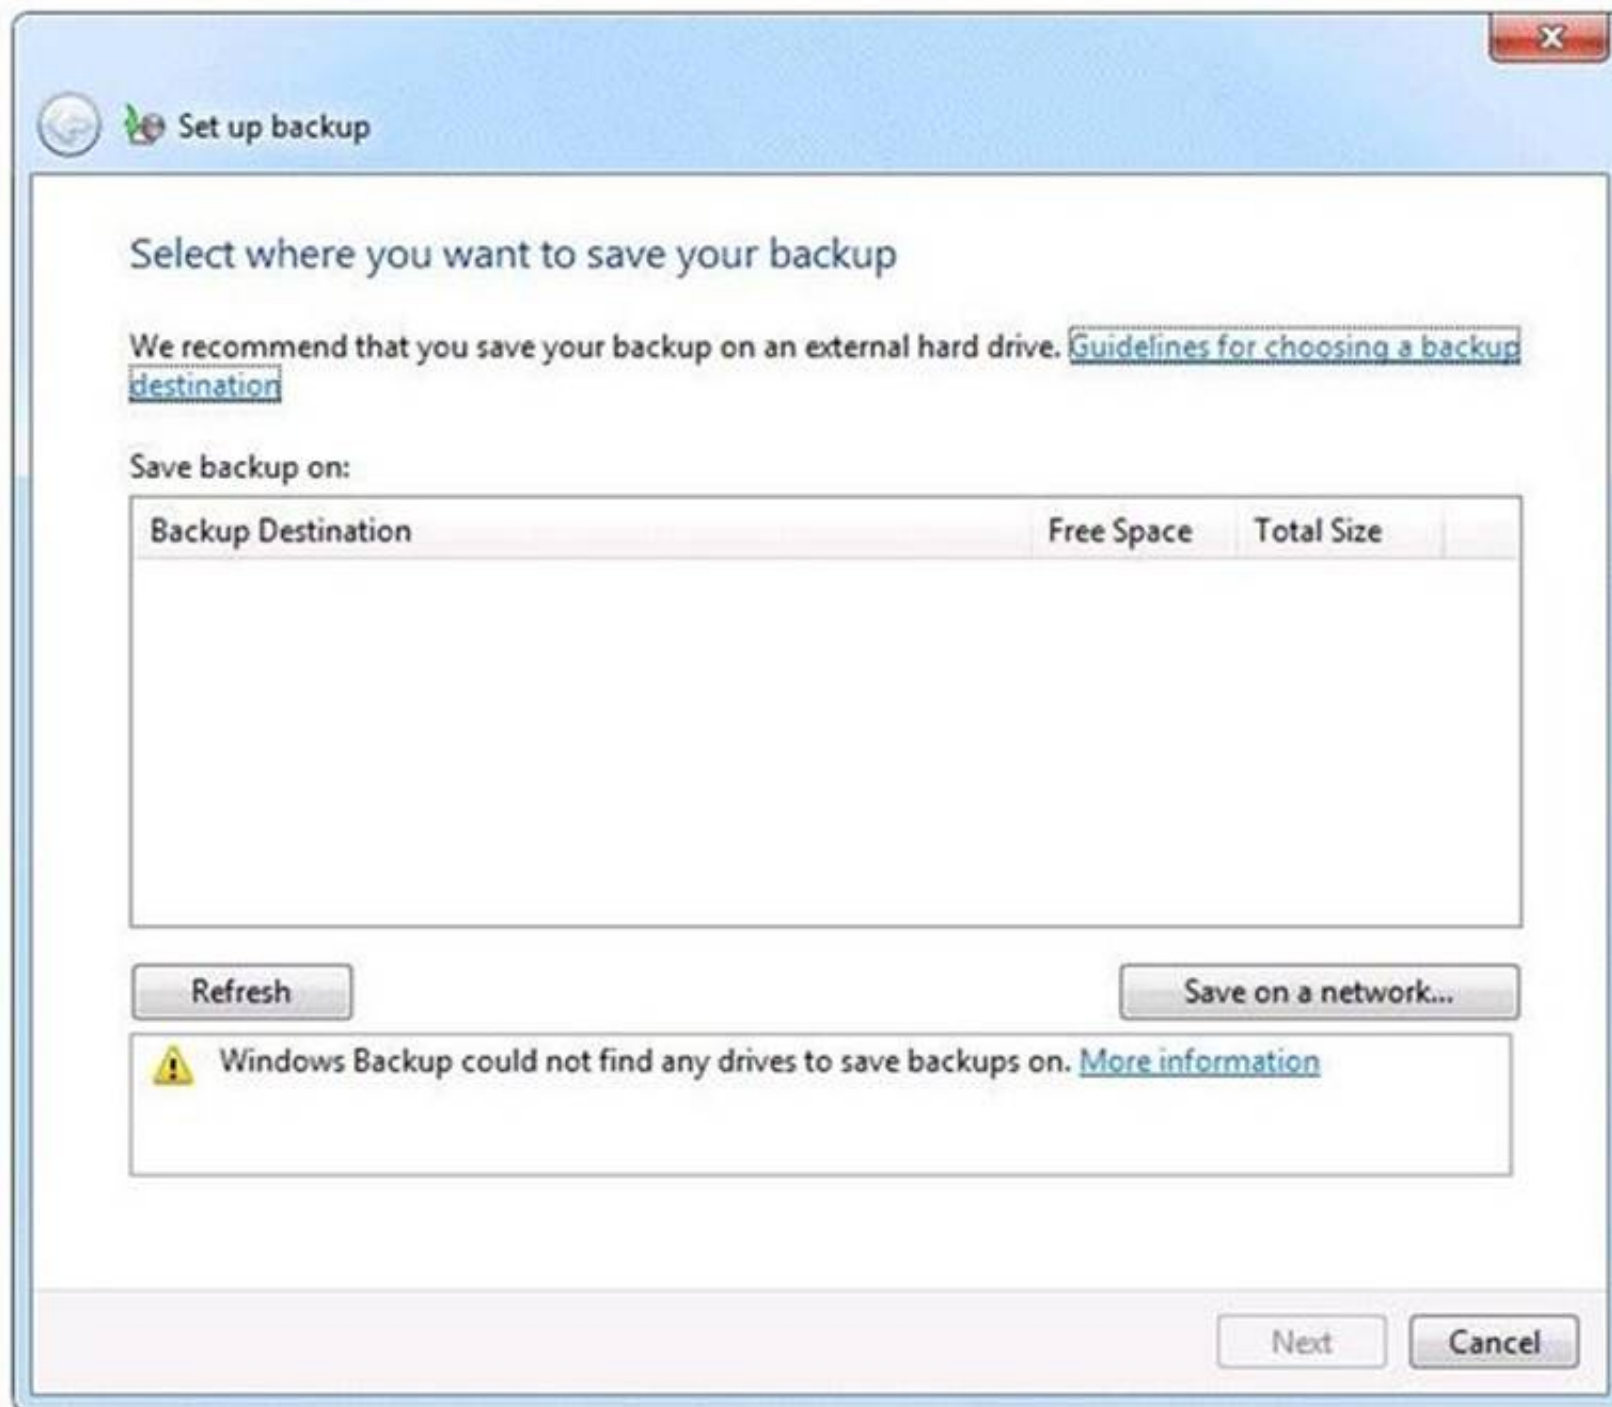 Set up backup
Select where you want to save your backup
We recommend that you save your backup on an external hard drive. Guidelines for choosing a backup
destination
Save backup on:
Backup Destination Free Space Total Size
Refresh Save on a network...
Windows Backup could not find any drives to save backups on. More information
Next Cancel